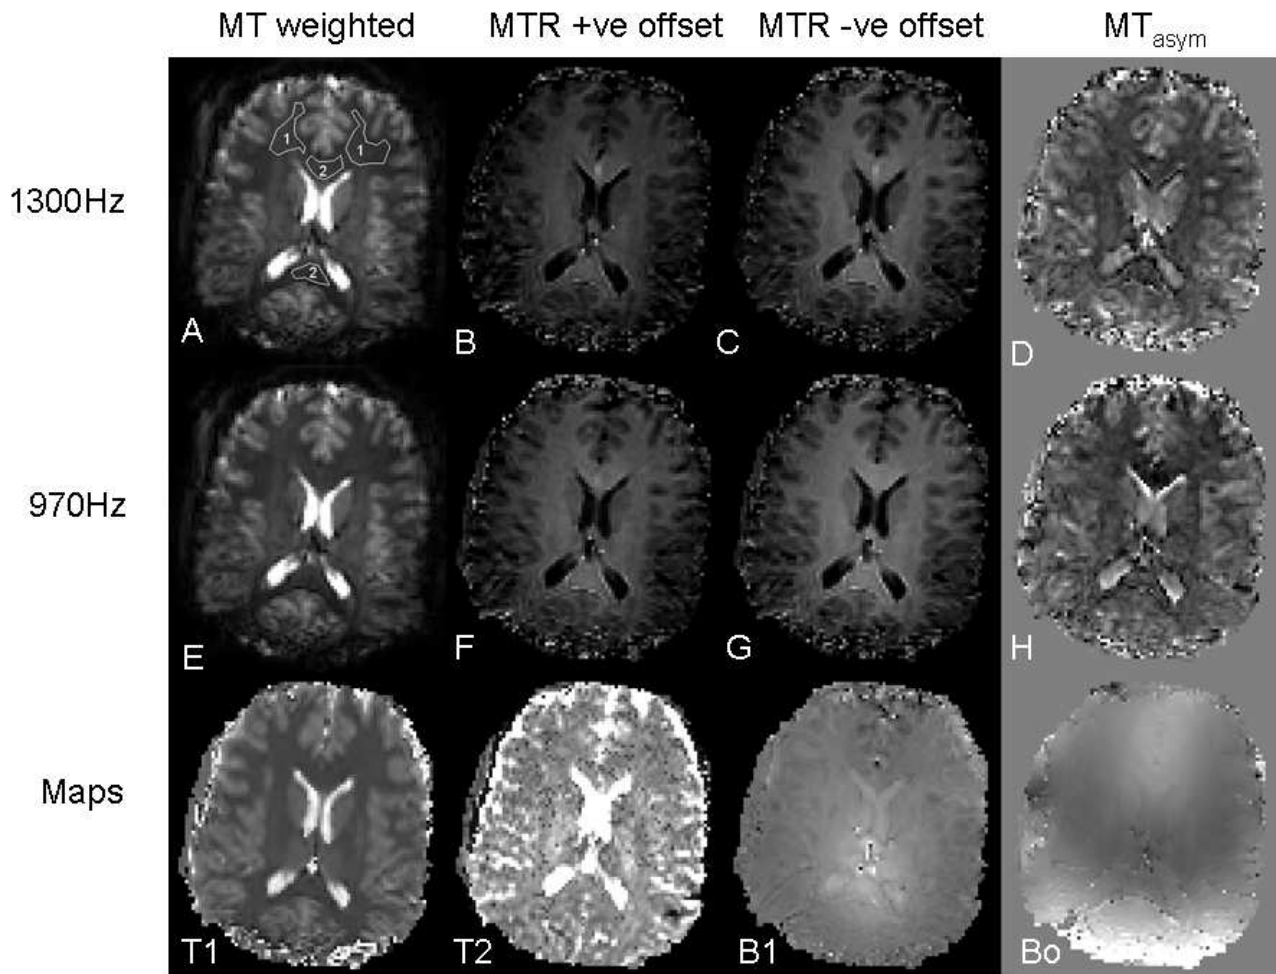 MT weighted MTR +ve offset MTR -ve offset MTasym
1300Hz
1 1
2
2
A B C D
970Hz
E F G H
Maps
T1 T2 B1 Bo